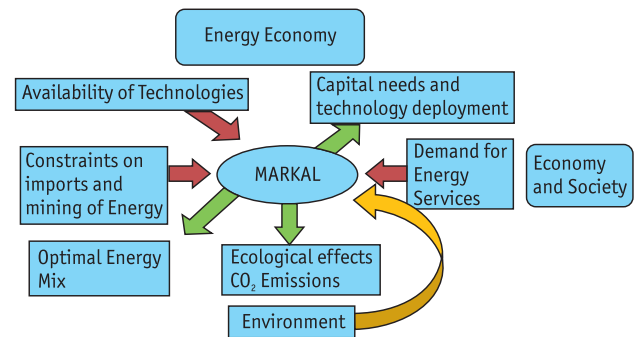 Energy Economy
Availability of Technologies
Capital needs and
technology deployment
Constraints on
imports and
mining of Energy
MARKAL
Demand for
Energy
Services
Economy
and Society
Optimal Energy
Mix
Ecological effects
CO₂ Emissions
Environment